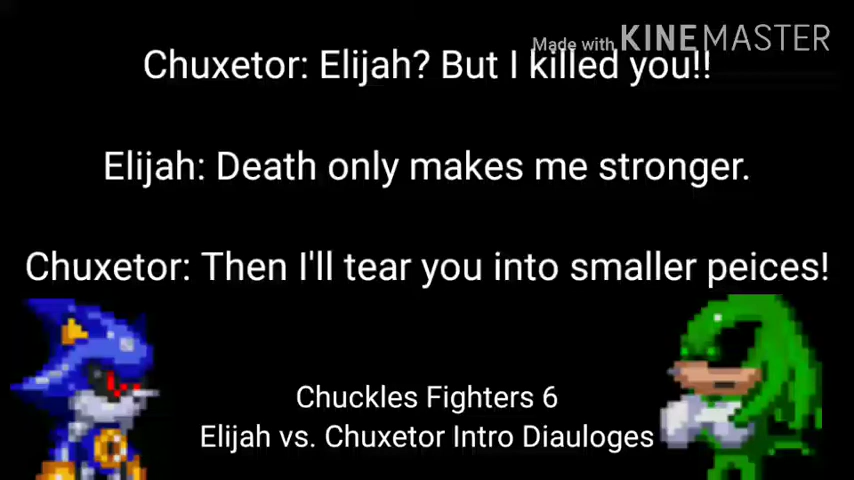 Made with KINEMASTER
Chuxetor: Elijah? But I killed you!!
Elijah: Death only makes me stronger.
Chuxetor: Then I'll tear you into smaller peices!
Chuckles Fighters 6
Elijah vs. Chuxetor Intro Diauloges